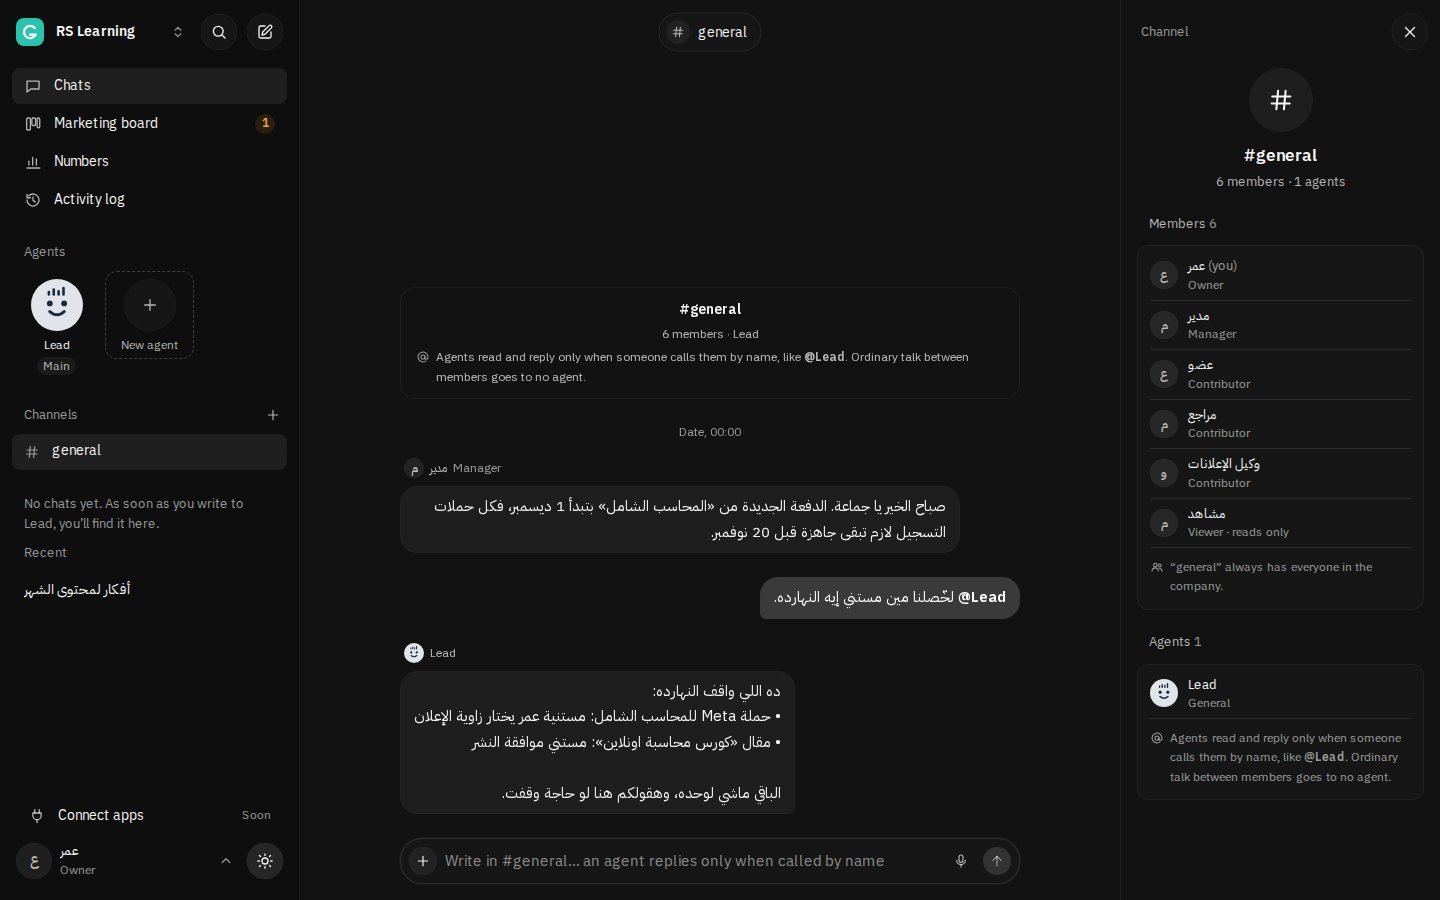 RS Learning
Chats
Marketing board
1
Numbers
Activity log
Agents
Lead
Main
New agent
Channels
general
No chats yet. As soon as you write to
Lead, you'll find it here.
Recent
أفكار لمحتوى الشهر
Connect apps
Soon
ع
عمر
Owner
# general
#general
6 members · Lead
Agents read and reply only when someone calls them by name, like @Lead. Ordinary talk between
members goes to no agent.
Date, 00:00
م مدير Manager
صباح الخير يا جماعة. الدفعة الجديدة من «المحاسب الشامل» بتبدأ 1 ديسمبر، فكل حملات
التسجيل لازم تبقى جاهزة قبل 20 نوفمبر.
@Lead لخّصلنا مين مستني إيه النهارده.
Lead
ده اللي واقف النهارده:
• حملة Meta للمحاسب الشامل: مستنية عمر يختار زاوية الإعلان
• مقال «كورس محاسبة اونلاين»: مستني موافقة النشر
الباقي ماشي لوحده، وهقولكم هنا لو حاجة وقفت.
Write in #general... an agent replies only when called by name
Channel
#
#general
6 members · 1 agents
Members 6
ع
عمر (you)
Owner
م
مدير
Manager
ع
عضو
Contributor
م
مراجع
Contributor
و
وكيل الإعلانات
Contributor
م
مشاهد
Viewer · reads only
“general” always has everyone in the
company.
Agents 1
Lead
General
Agents read and reply only when someone
calls them by name, like @Lead. Ordinary
talk between members goes to no agent.